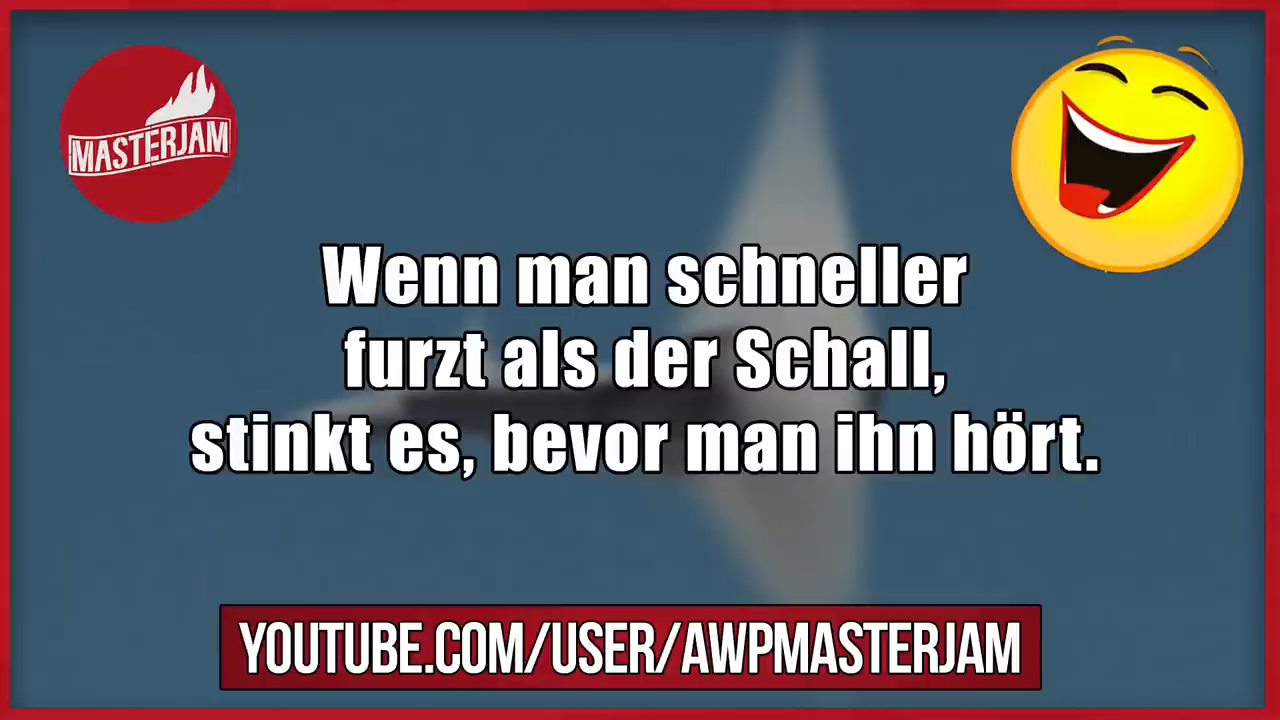 MASTERJAM
Wenn man schneller
furzt als der Schall,
stinkt es, bevor man ihn hört.
YOUTUBE.COM/USER/AWPMASTERJAM